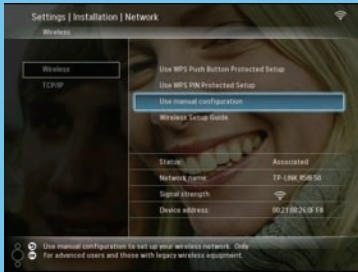 Settings | Installation | Network
Wireless
Wireless
TCP/IP
Use WPS Push Button Protected Setup
Use WPS PIN Protected Setup
Use manual configuration
Wireless Setup Guide
Status: Associated
Network name:
Signal strength:
Device address:
Use manual configuration to set up your wireless network. Only
for advanced users and those with legacy wireless equipment.